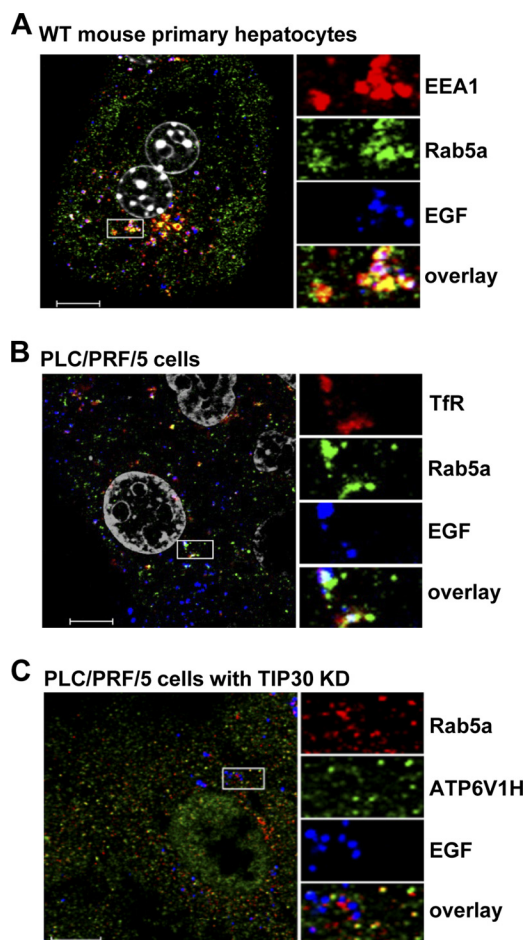 A WT mouse primary hepatocytes
EEA1
Rab5a
EGF
overlay
B PLC/PRF/5 cells
TfR
Rab5a
EGF
overlay
C PLC/PRF/5 cells with TIP30 KD
Rab5a
ATP6V1H
EGF
overlay